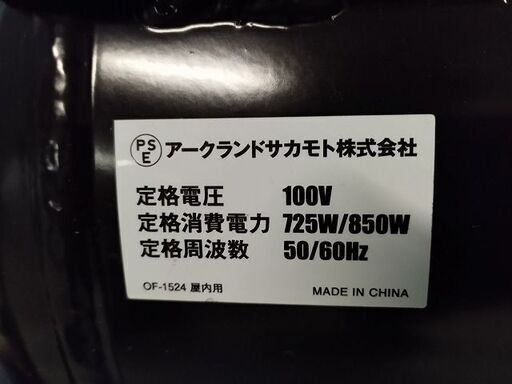 PS
E アークランドサカモト株式会社
定格電圧 100V
定格消費電力 725W/850W
定格周波数 50/60Hz
OF-1524 屋内用 MADE IN CHINA